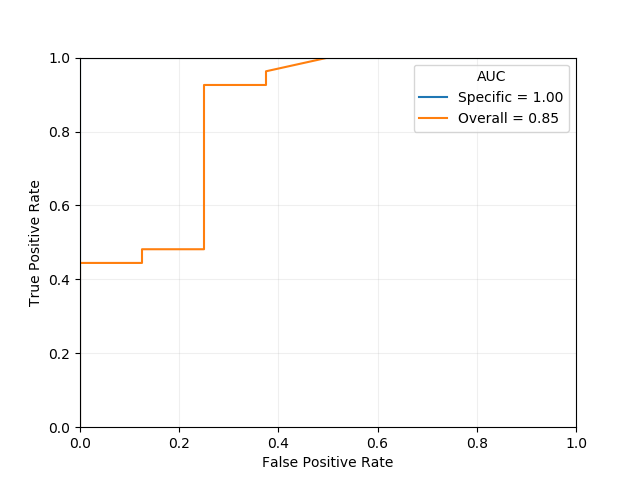 AUC
Specific = 1.00
Overall = 0.85
1.0
0.8
0.6
0.4
0.2
0.0
True Positive Rate
0.0 0.2 0.4 0.6 0.8 1.0
False Positive Rate